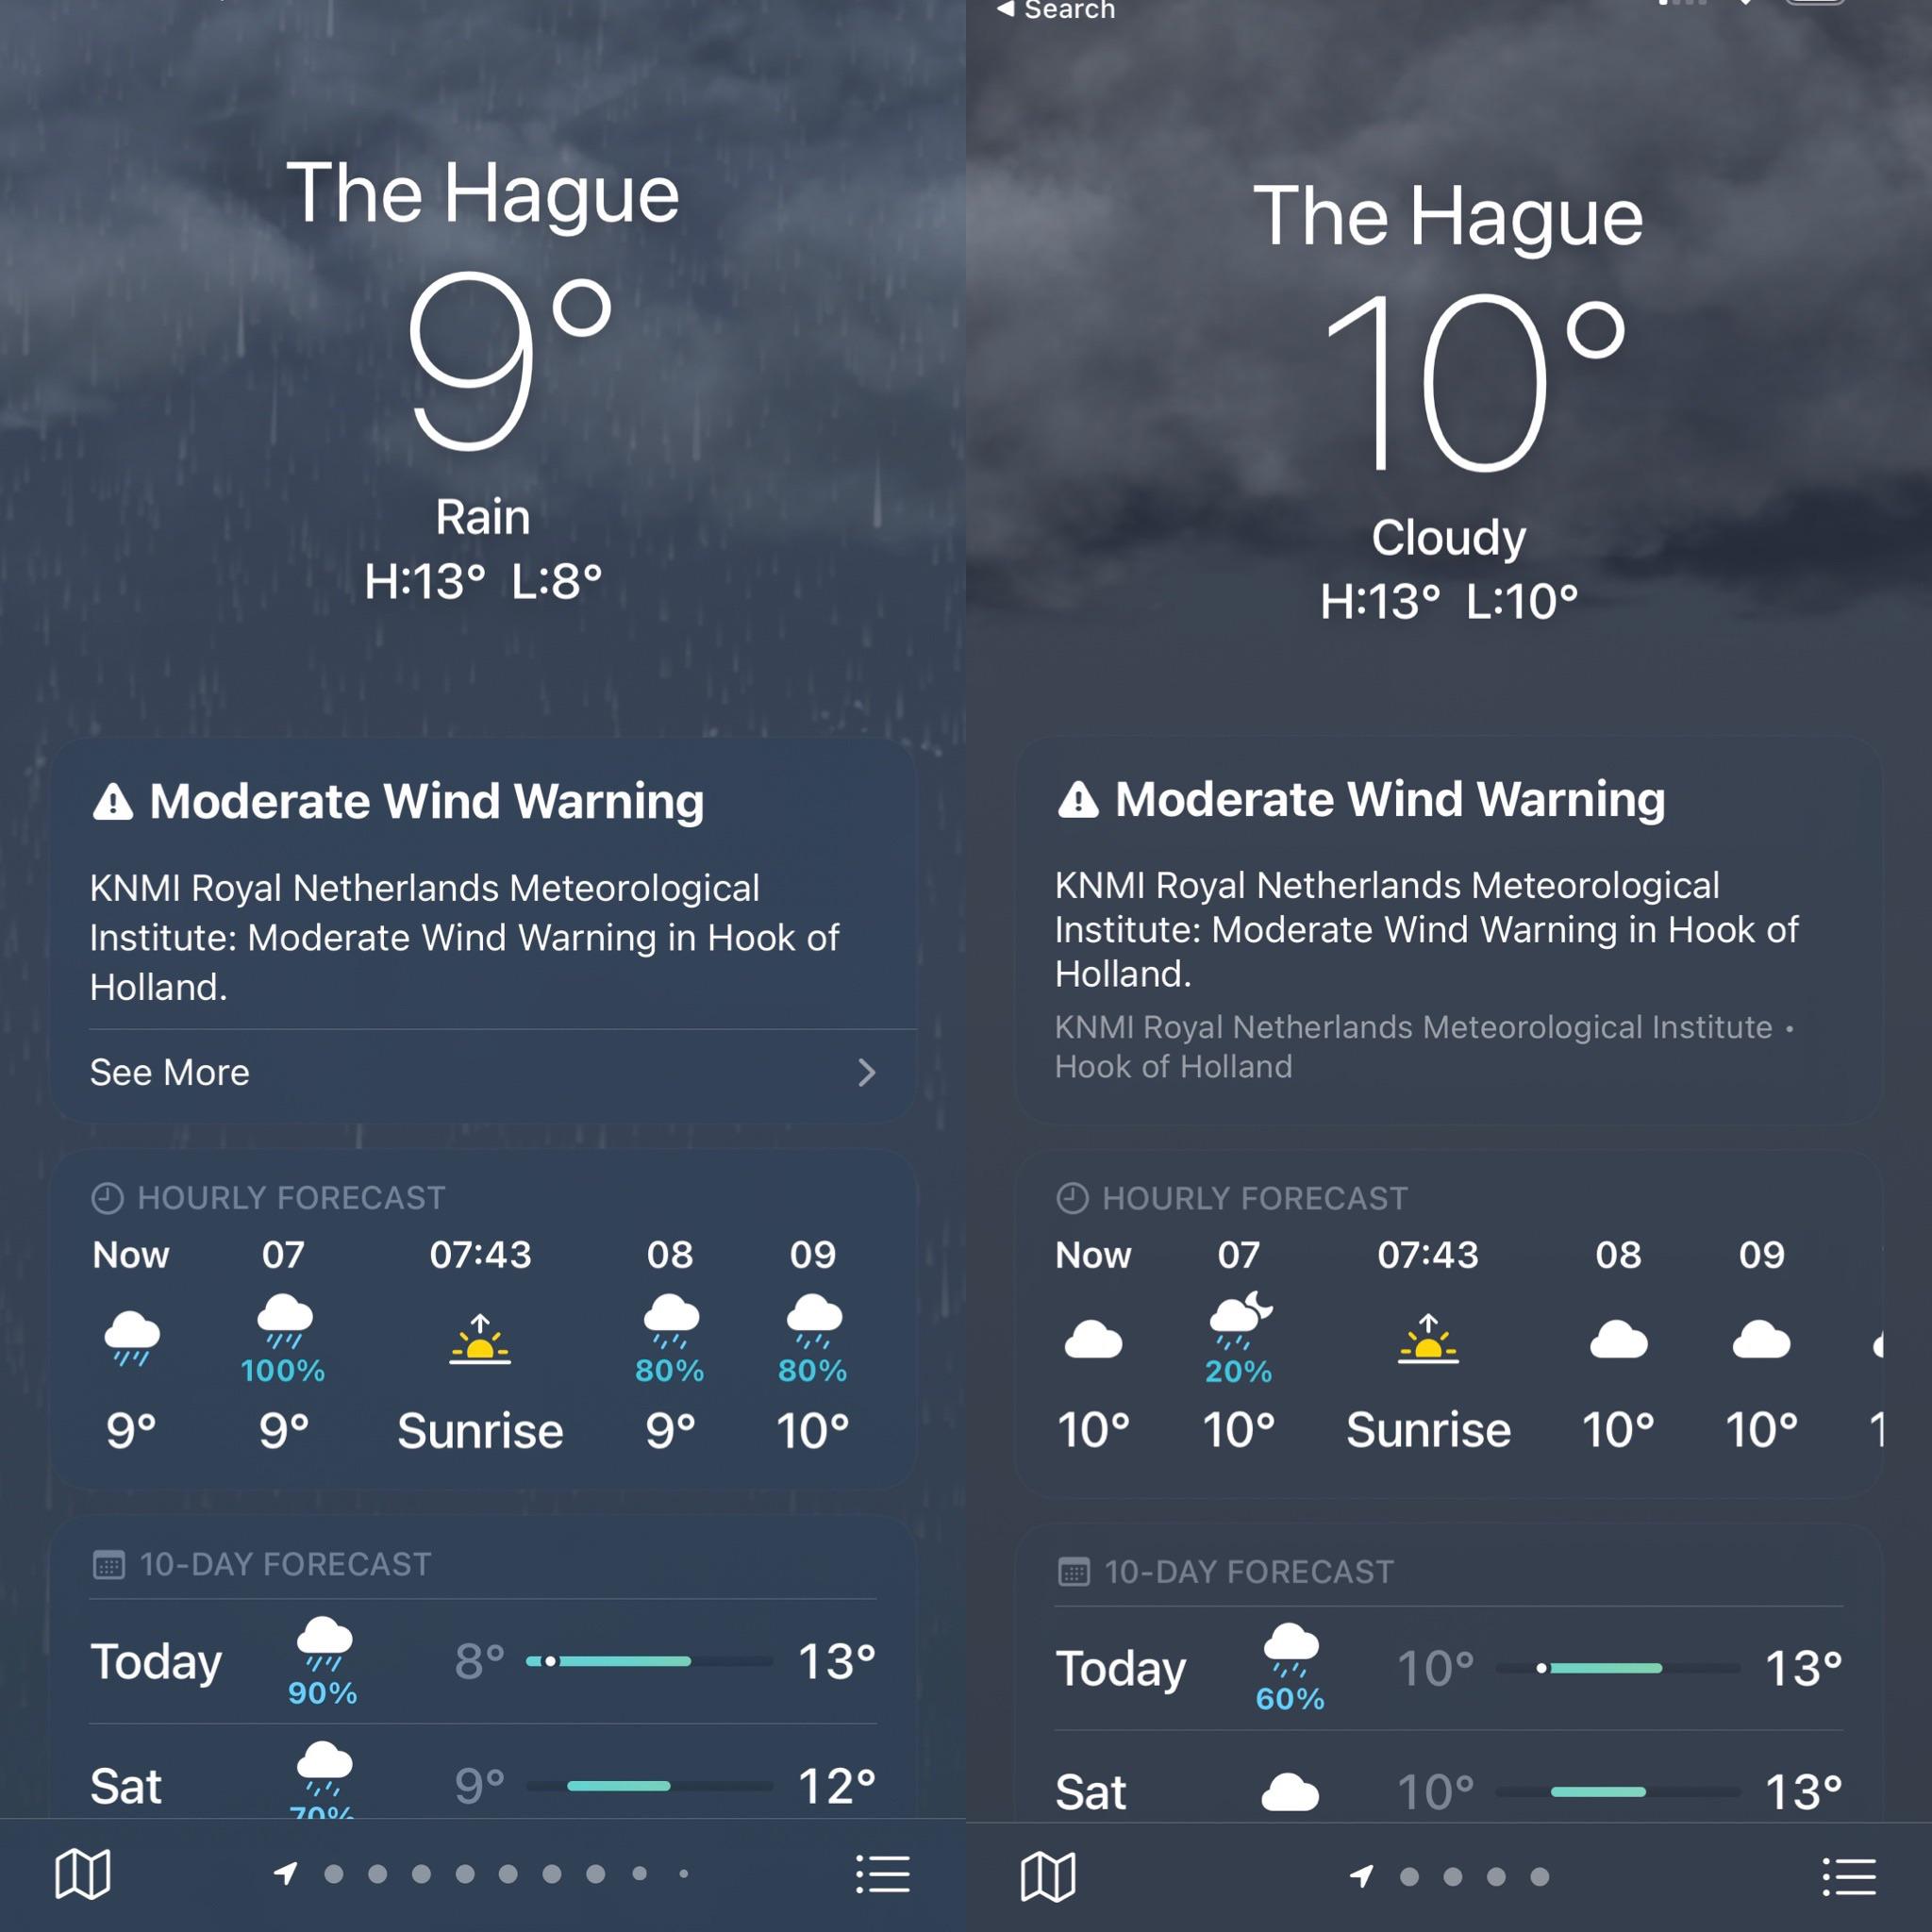 The Hague
9°
Rain
H:13° L:8°
Moderate Wind Warning
KNMI Royal Netherlands Meteorological
Institute: Moderate Wind Warning in Hook of
Holland.
See More
HOURLY FORECAST
Now 07 07:43 08 09
100% 80% 80%
9° 9° Sunrise 9° 10°
10-DAY FORECAST
Today 90% 8° 13°
Sat 70% 9° 12°
Search
The Hague
10°
Cloudy
H:13° L:10°
Moderate Wind Warning
KNMI Royal Netherlands Meteorological
Institute: Moderate Wind Warning in Hook of
Holland.
KNMI Royal Netherlands Meteorological Institute •
Hook of Holland
HOURLY FORECAST
Now 07 07:43 08 09
20%
10° 10° Sunrise 10° 10°
10-DAY FORECAST
Today 60% 10° 13°
Sat 10° 13°